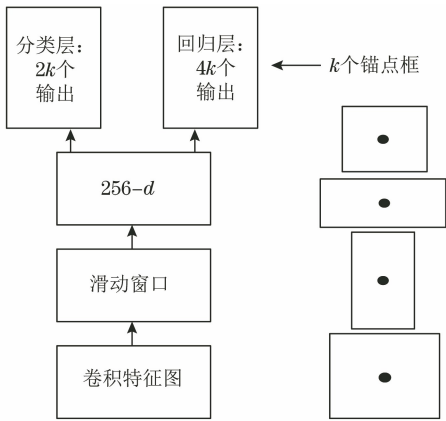 分类层:
2k个
输出
回归层:
4k个
输出
k个锚点框
256-d
滑动窗口
卷积特征图